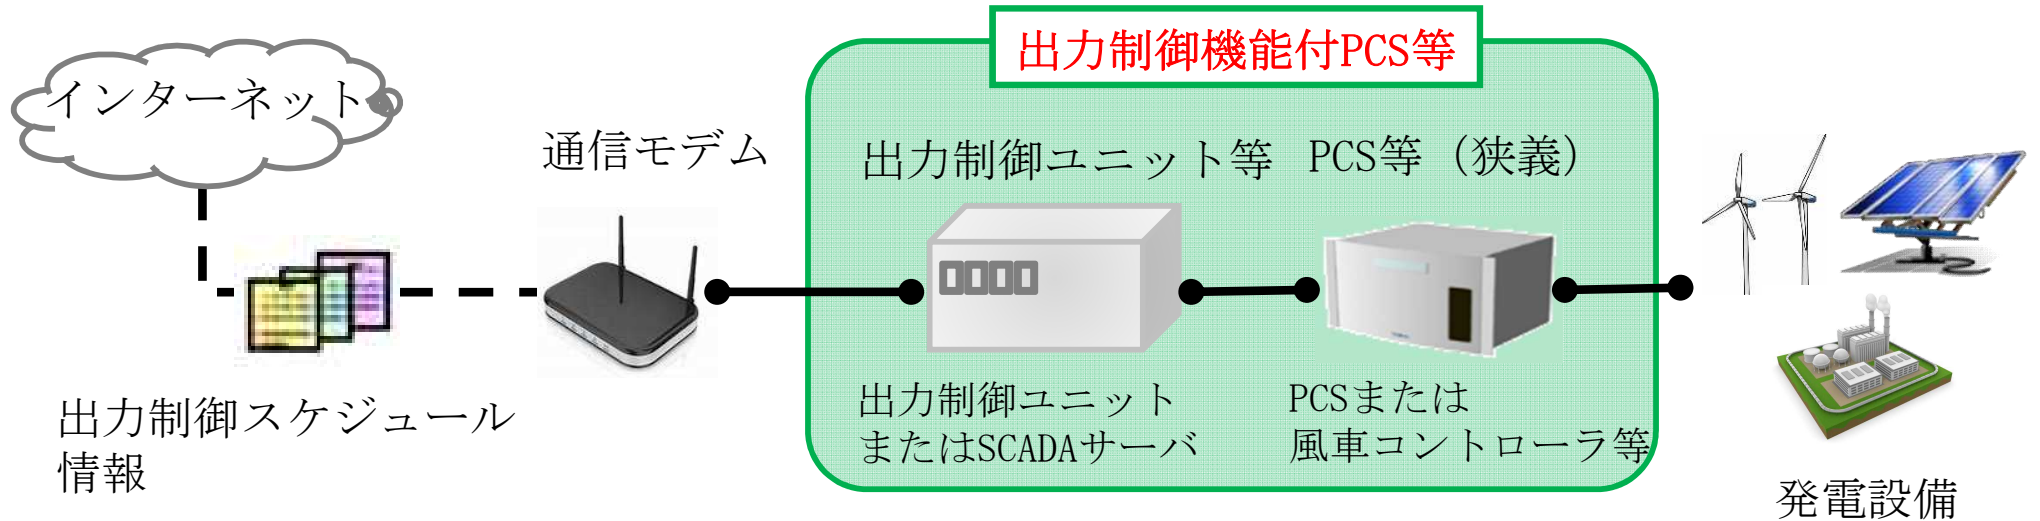 出力制御機能付PCS等
インターネット
通信モデム
出力制御ユニット等
PCS等（狭義）
出力制御スケジュール
情報
出力制御ユニット
またはSCADAサーバ
PCSまたは
風車コントローラ等
発電設備